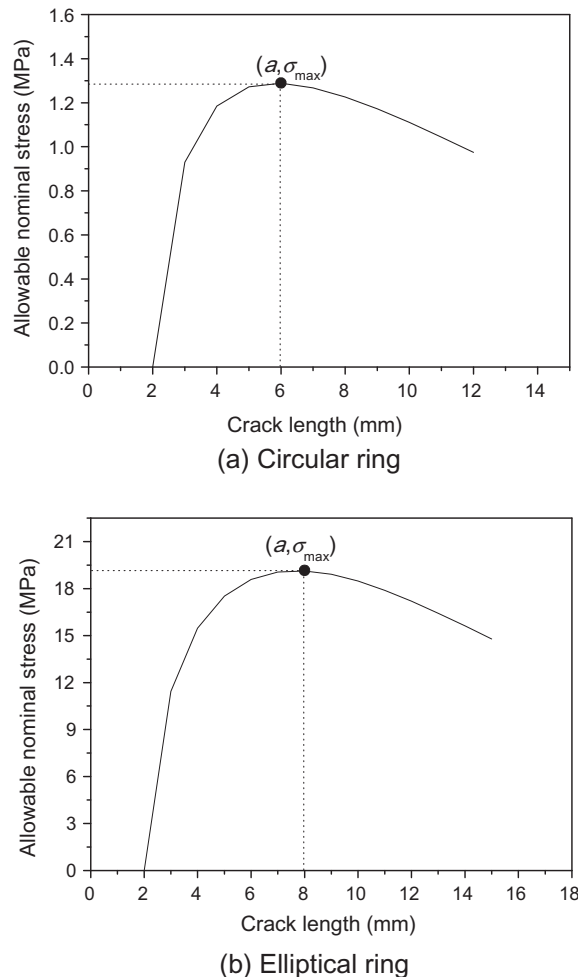 1.6
1.4
1.2
1.0
0.8
0.6
0.4
0.2
0.0
Allowable nominal stress (MPa)
(a,σmax)
0 2 4 6 8 10 12 14
Crack length (mm)
(a) Circular ring
21
18
15
12
9
6
3
0
Allowable nominal stress (MPa)
(a,σmax)
0 2 4 6 8 10 12 14 16 18
Crack length (mm)
(b) Elliptical ring